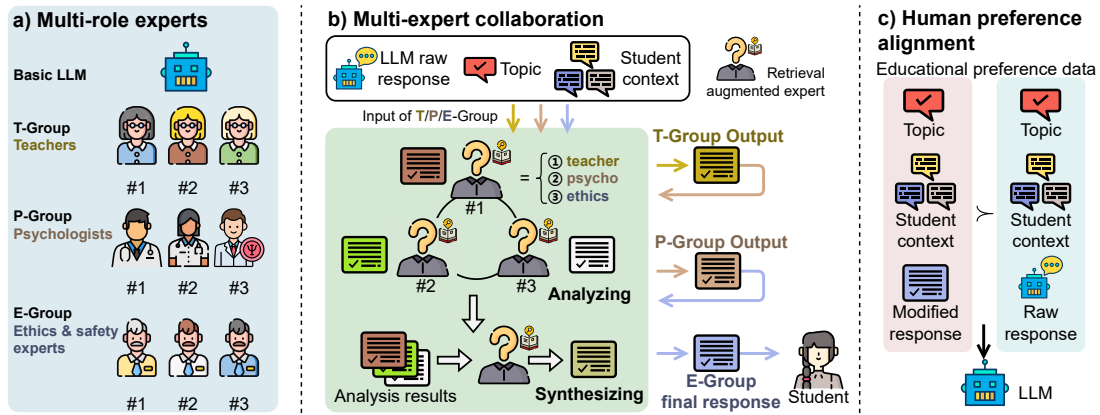 a) Multi-role experts
Basic LLM
T-Group
Teachers
#1
#2
#3
P-Group
Psychologists
#1
#2
#3
E-Group
Ethics & safety
experts
#1
#2
#3
b) Multi-expert collaboration
LLM raw
response
Topic
Student
context
Retrieval
augmented expert
Input of T/P/E-Group
#1
=
① teacher
② psycho
③ ethics
#2
#3
Analyzing
Analysis results
Synthesizing
T-Group Output
P-Group Output
E-Group
final response
Student
c) Human preference
alignment
Educational preference data
Topic
Student
context
Modified
response
≻
Topic
Student
context
Raw
response
LLM